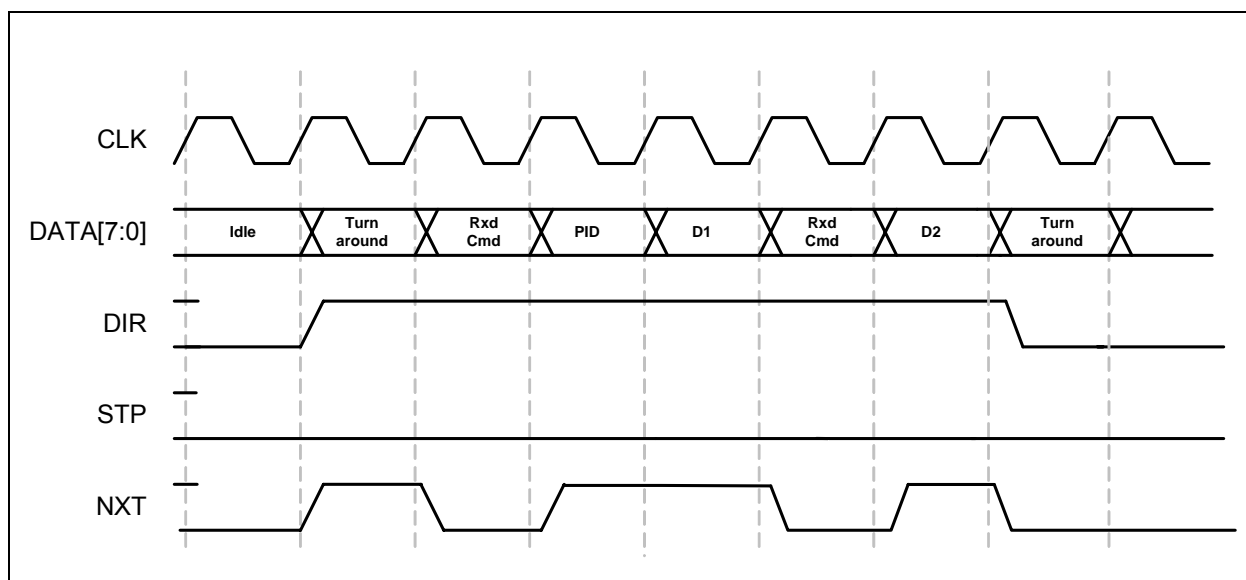 CLK
DATA[7:0]
Idle
Turn
around
Rxd
Cmd
PID
D1
Rxd
Cmd
D2
Turn
around
DIR
STP
NXT